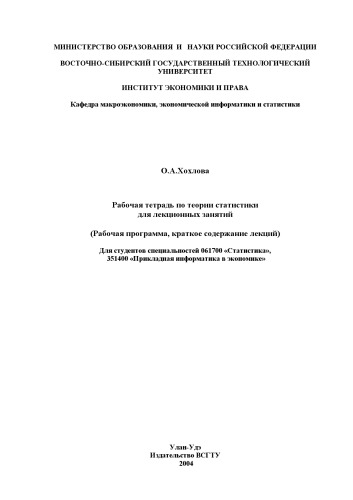 МИНИСТЕРСТВО ОБРАЗОВАНИЯ И НАУКИ РОССИЙСКОЙ ФЕДЕРАЦИИ
ВОСТОЧНО-СИБИРСКИЙ ГОСУДАРСТВЕННЫЙ ТЕХНОЛОГИЧЕСКИЙ
УНИВЕРСИТЕТ
ИНСТИТУТ ЭКОНОМИКИ И ПРАВА
Кафедра макроэкономики, экономической информатики и статистики
О.А.Хохлова
Рабочая тетрадь по теории статистики
для лекционных занятий
(Рабочая программа, краткое содержание лекций)
Для студентов специальностей 061700 «Статистика»,
351400 «Прикладная информатика в экономике»
Улан-Удэ
Издательство ВСГТУ
2004